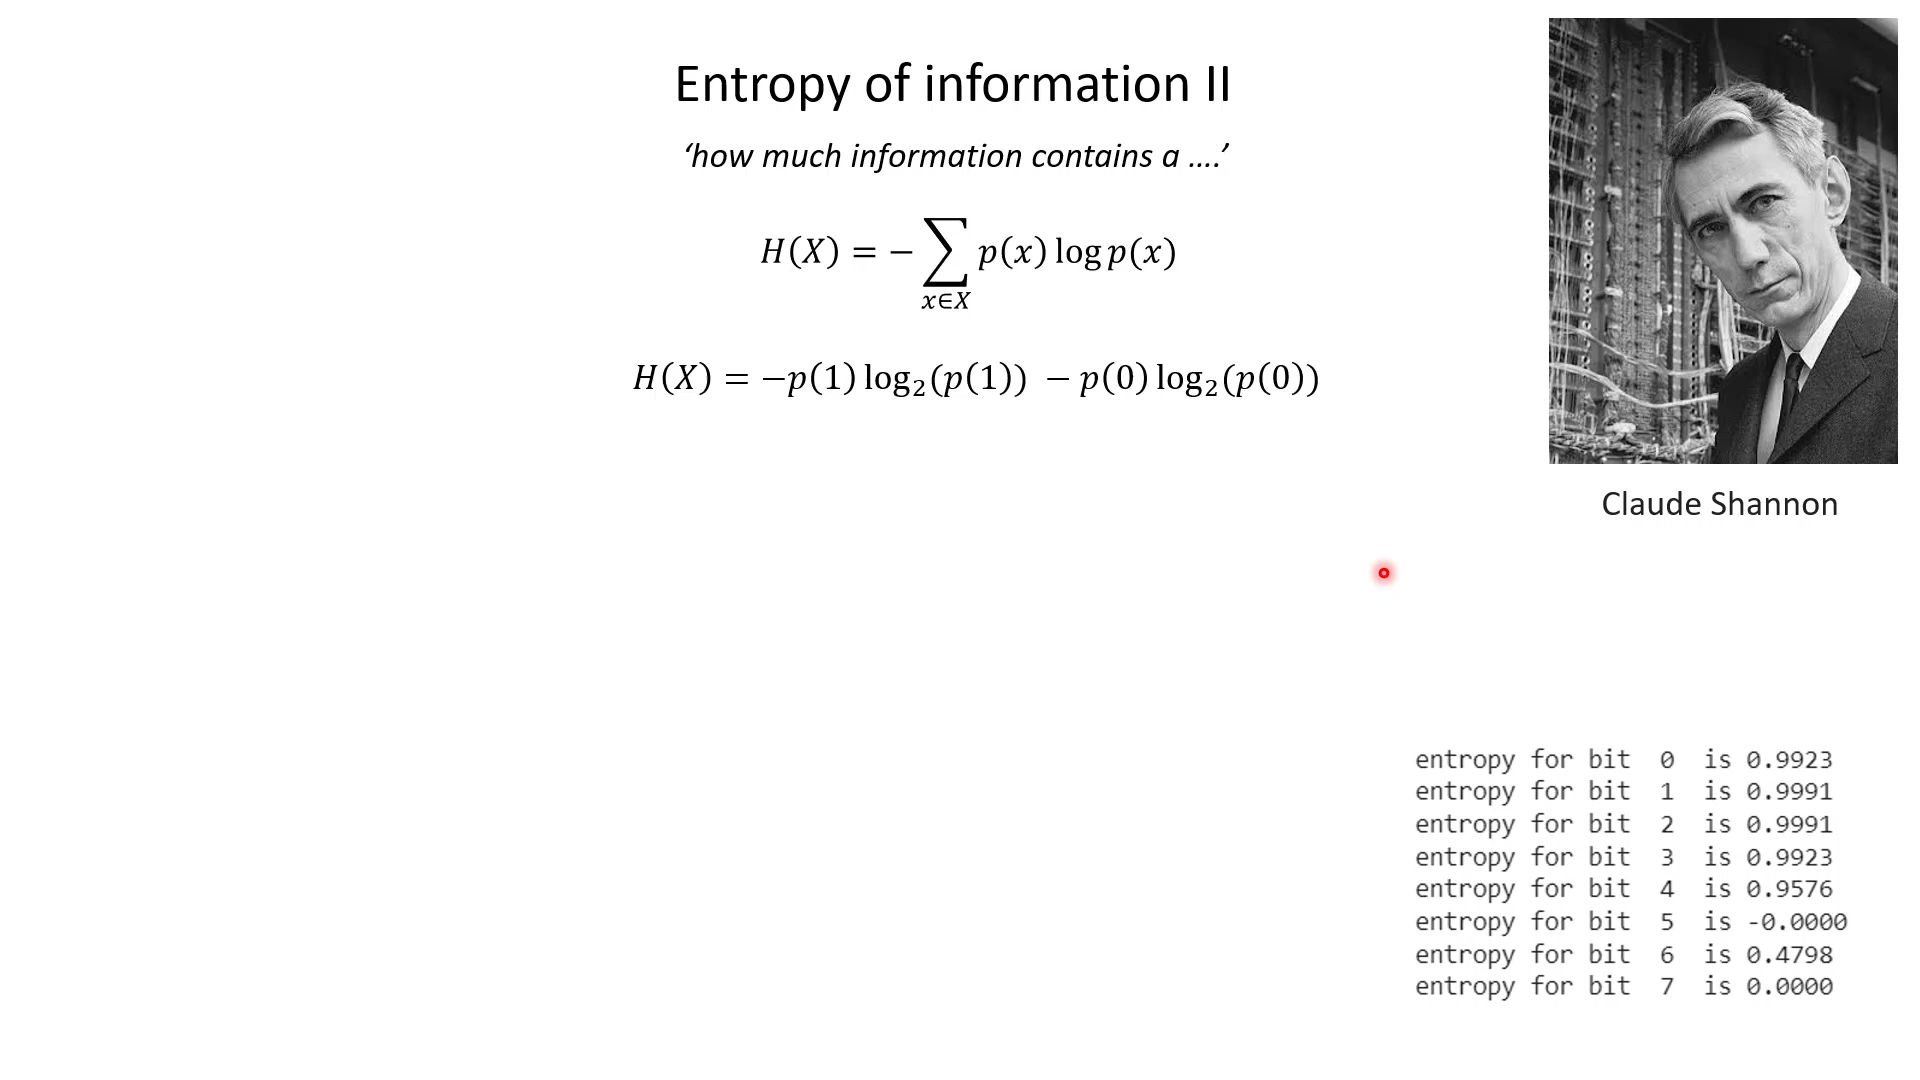 Entropy of information II
‘how much information contains a ....’
H(X) = − ∑ p(x) log p(x)
x∈X
H(X) = −p(1) log₂(p(1)) − p(0) log₂(p(0))
Claude Shannon
entropy for bit 0 is 0.9923
entropy for bit 1 is 0.9991
entropy for bit 2 is 0.9991
entropy for bit 3 is 0.9923
entropy for bit 4 is 0.9576
entropy for bit 5 is -0.0000
entropy for bit 6 is 0.4798
entropy for bit 7 is 0.0000